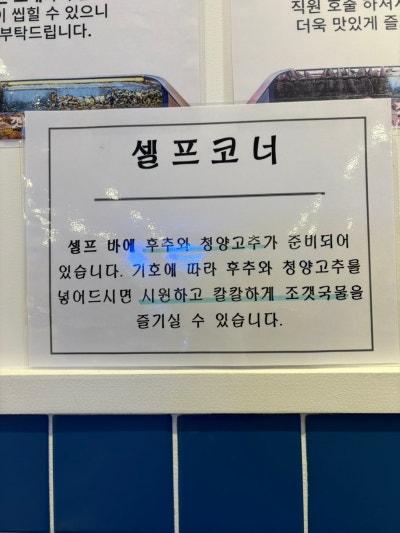 이 씹힐 수 있으니
부탁드립니다.
직원 호출 하셔서
더욱 맛있게 즐
셀프코너
셀프 바에 후추와 청양고추가 준비되어
있습니다. 기호에 따라 후추와 청양고추를
넣어드시면 시원하고 칼칼하게 조갯국물을
즐기실 수 있습니다.